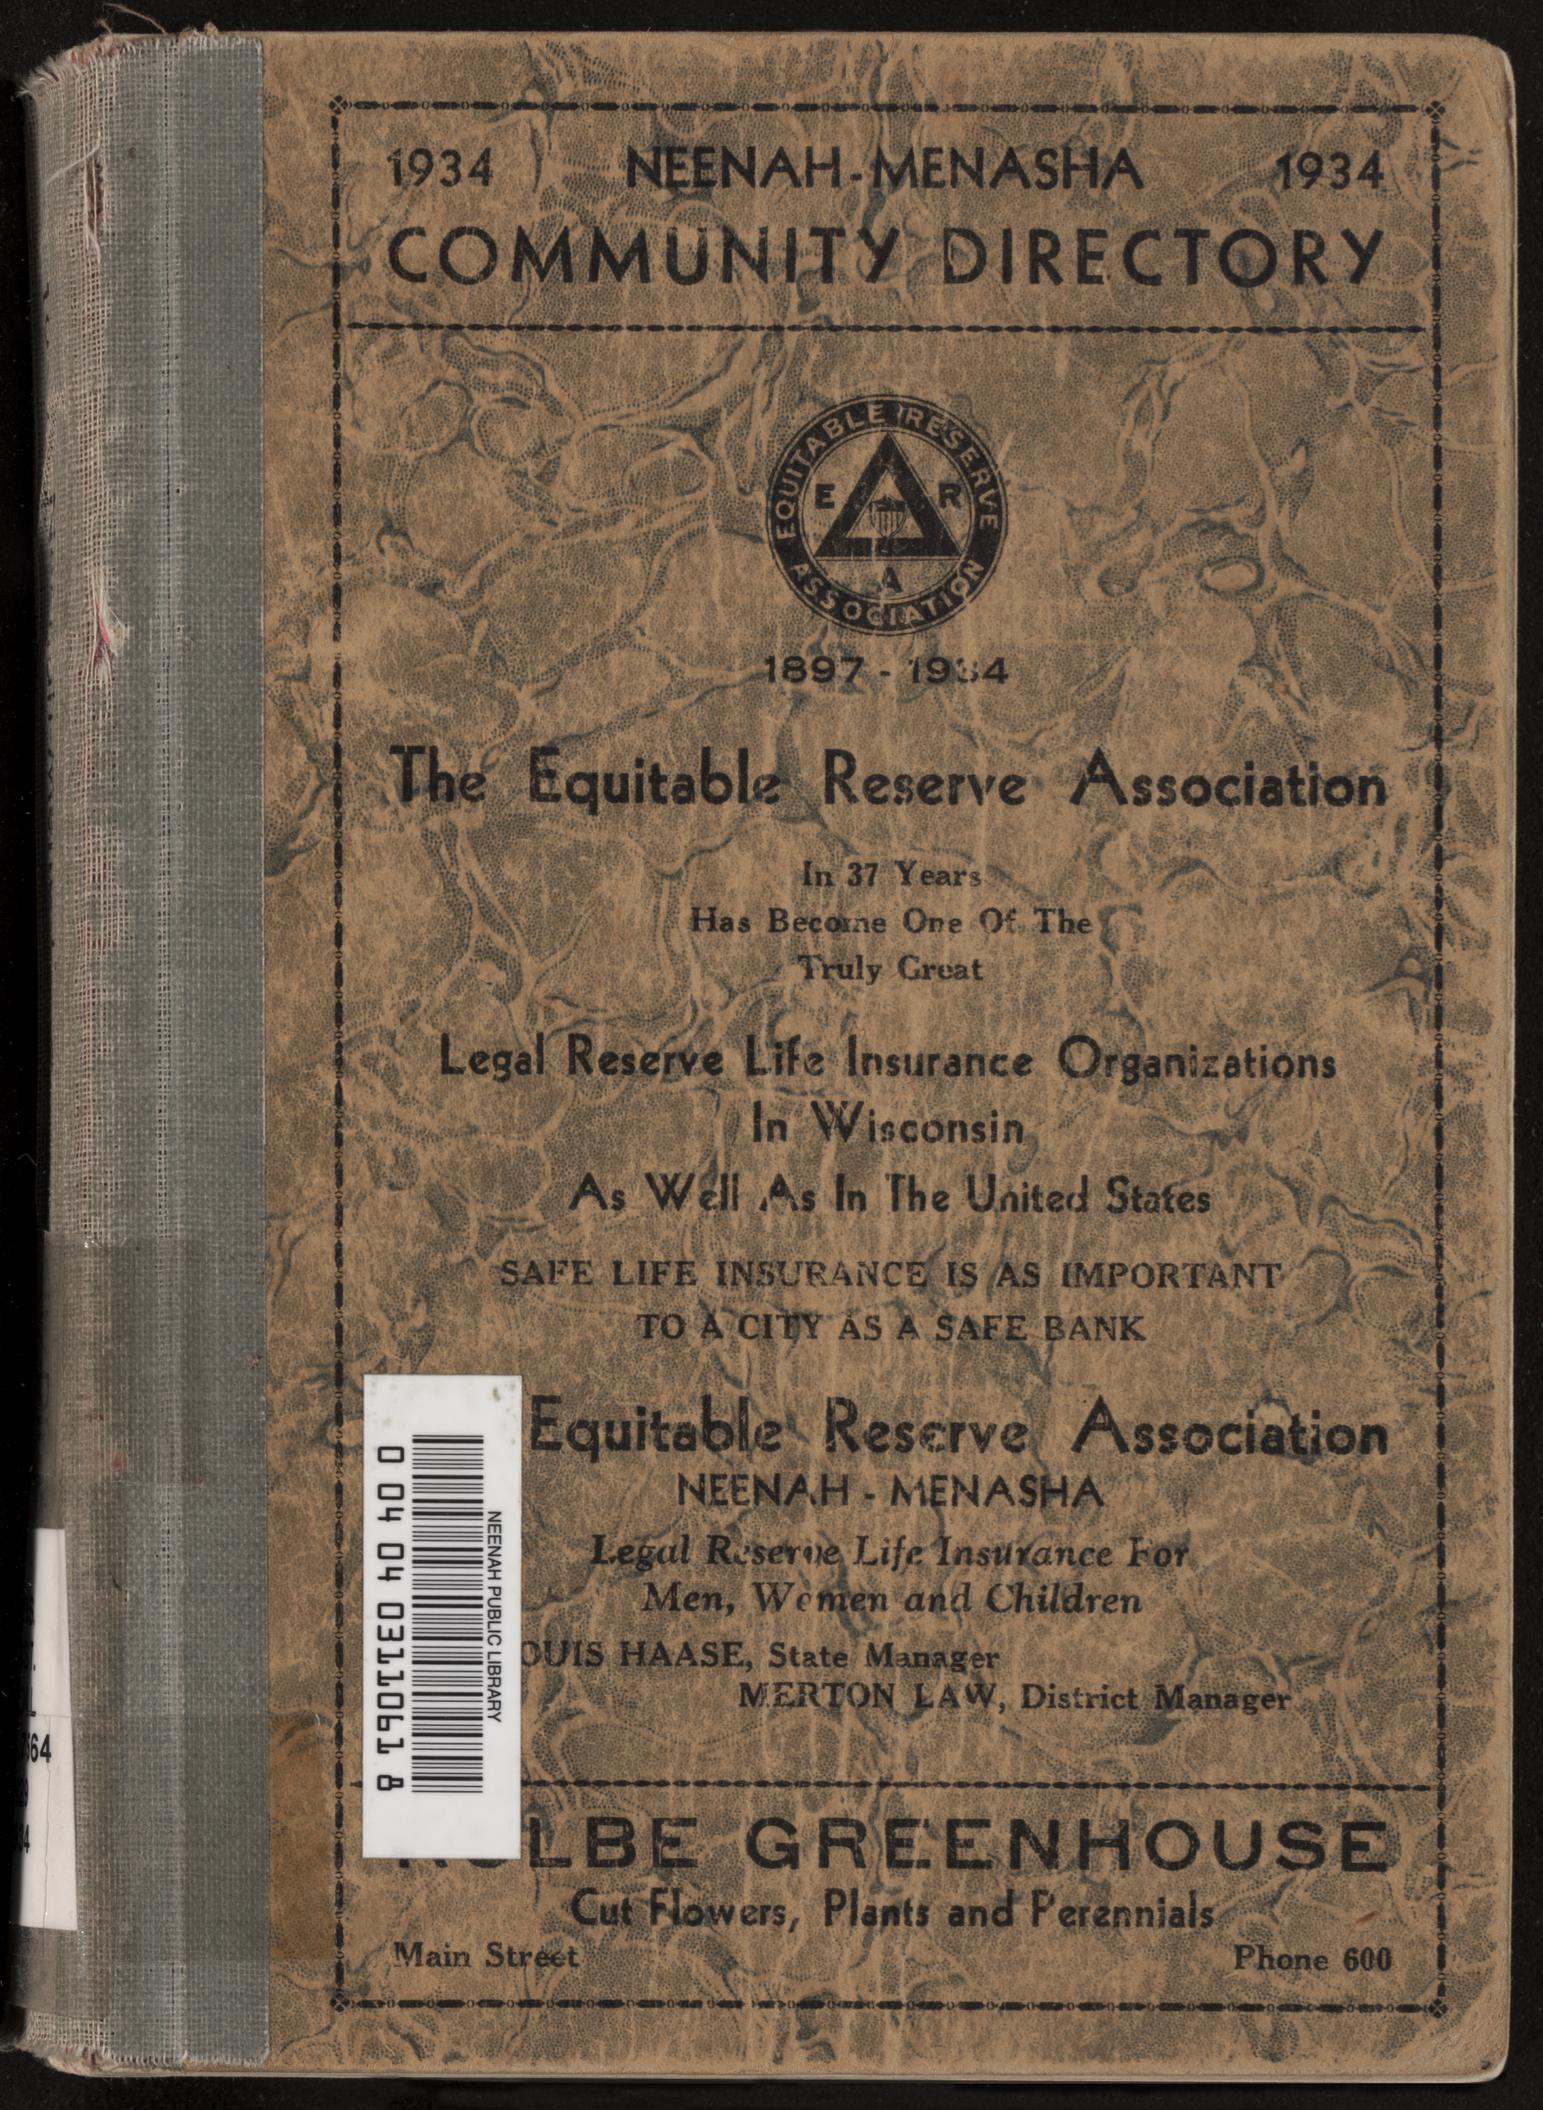 1934 NEENAH-MENASHA 1934
COMMUNITY DIRECTORY
EQUITABLE RESERVE
E R
A
ASSOCIATION
1897 - 1934
The Equitable Reserve Association
In 37 Years
Has Become One Of The
Truly Great
Legal Reserve Life Insurance Organizations
In Wisconsin
As Well As In The United States
SAFE LIFE INSURANCE IS AS IMPORTANT
TO A CITY AS A SAFE BANK
Equitable Reserve Association
NEENAH - MENASHA
Legal Reserve Life Insurance For
Men, Women and Children
OUIS HAASE, State Manager
MERTON LAW, District Manager
NEENAH PUBLIC LIBRARY
0 04 04 0311061 8
LBE GREENHOUSE
Cut Flowers, Plants and Perennials
Main Street Phone 600
64
4